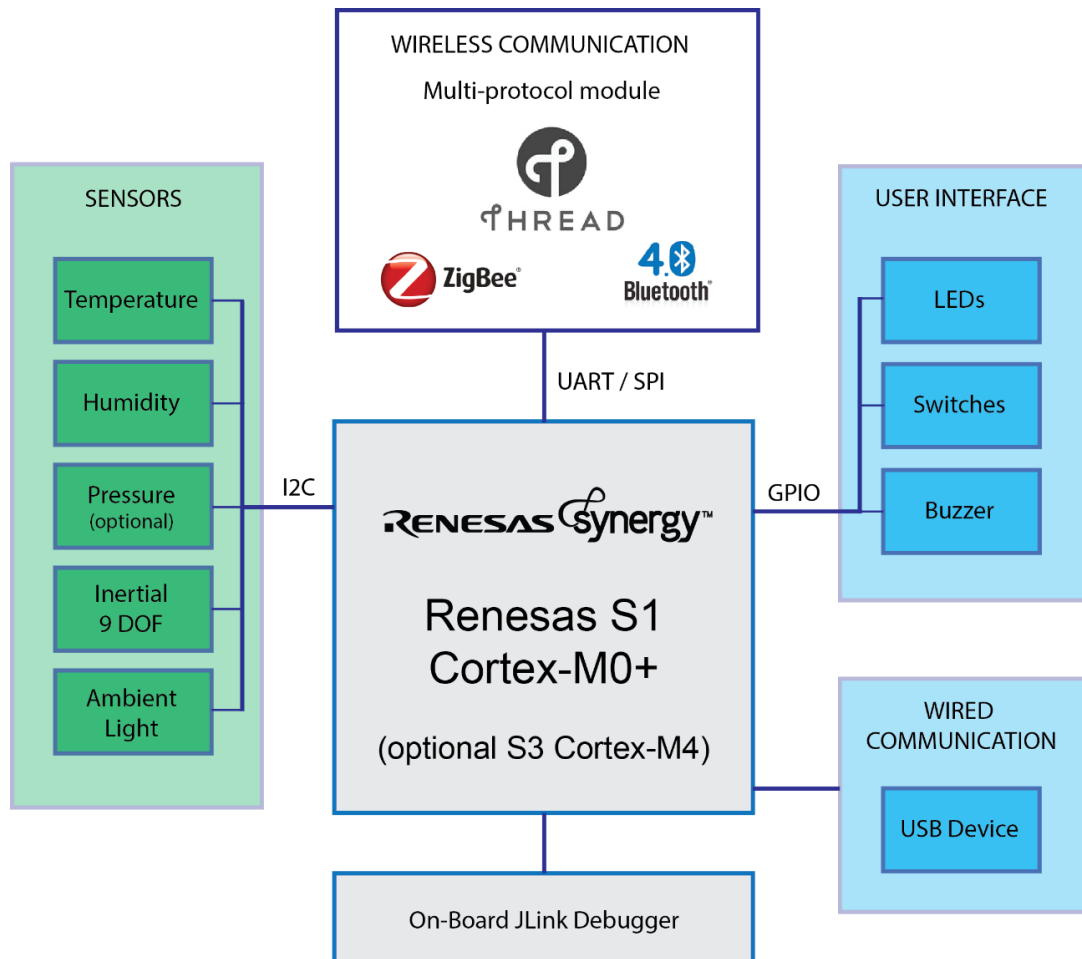 WIRELESS COMMUNICATION
Multi-protocol module
THREAD
ZigBee®
4.0
Bluetooth®
SENSORS
Temperature
Humidity
Pressure
(optional)
Inertial
9 DOF
Ambient
Light
I2C
UART / SPI
RENESAS synergy™
Renesas S1
Cortex-M0+
(optional S3 Cortex-M4)
GPIO
USER INTERFACE
LEDs
Switches
Buzzer
WIRED
COMMUNICATION
USB Device
On-Board JLink Debugger